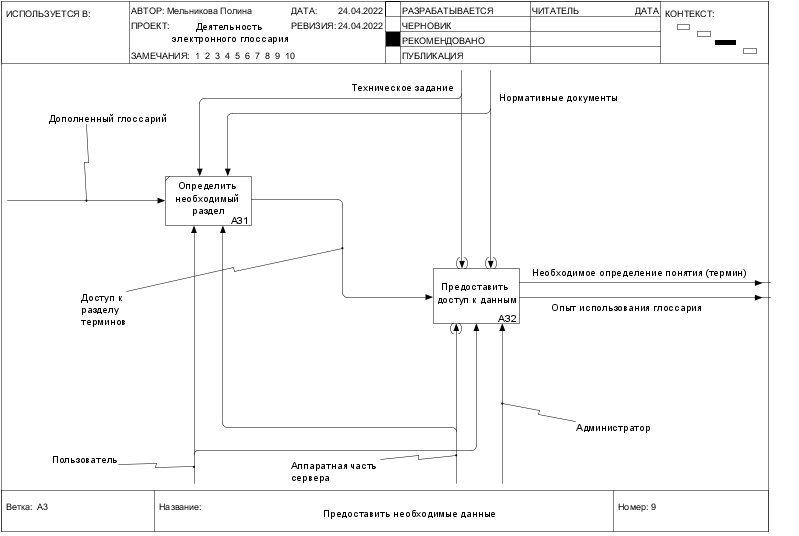 ИСПОЛЬЗУЕТСЯ В:
АВТОР: Мельникова Полина
ДАТА: 24.04.2022
ПРОЕКТ: Деятельность
электронного глоссария
РЕВИЗИЯ: 24.04.2022
ЗАМЕЧАНИЯ: 1 2 3 4 5 6 7 8 9 10
РАЗРАБАТЫВАЕТСЯ
ЧЕРНОВИК
РЕКОМЕНДОВАНО
ПУБЛИКАЦИЯ
ЧИТАТЕЛЬ
ДАТА
КОНТЕКСТ:
Техническое задание
Нормативные документы
Дополненный глоссарий
Определить
необходимый
раздел
A31
Необходимое определение понятия (термин)
Предоставить
доступ к данным
A32
Опыт использования глоссария
Доступ к
разделу
терминов
Администратор
Пользователь
Аппаратная часть
сервера
Ветка: A3
Название:
Предоставить необходимые данные
Номер: 9